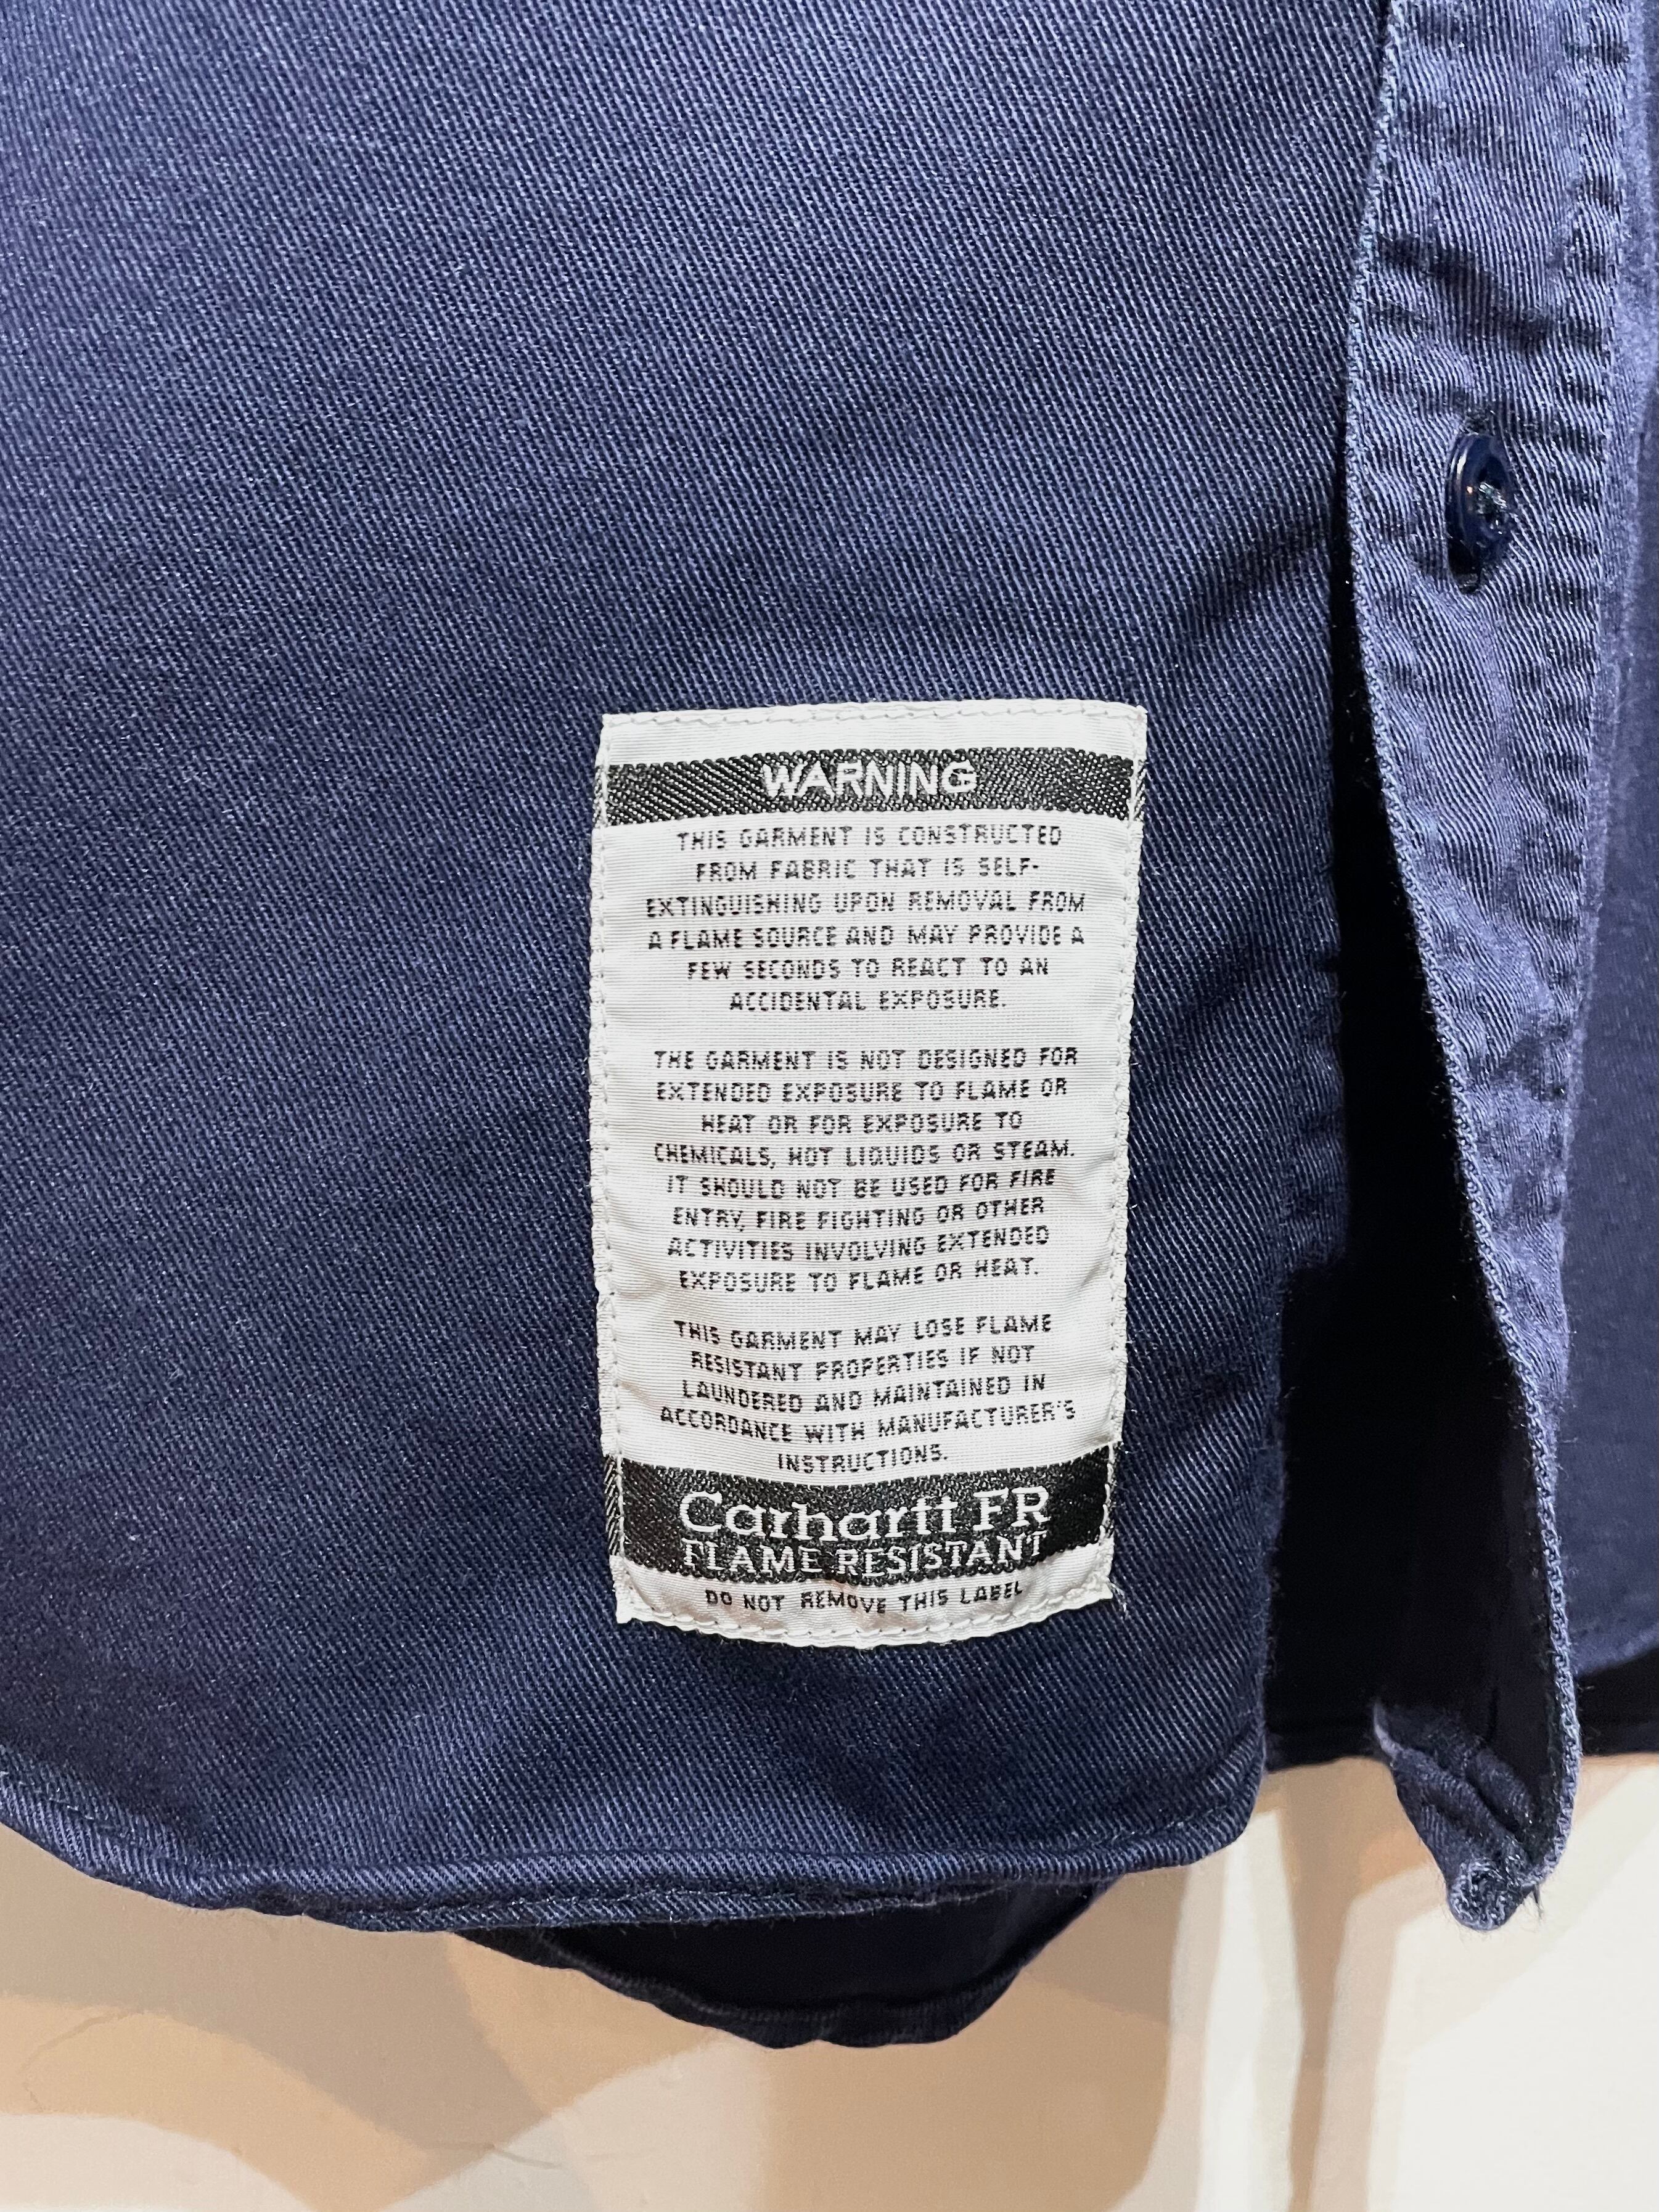 WARNING
THIS GARMENT IS CONSTRUCTED
FROM FABRIC THAT IS SELF-
EXTINGUISHING UPON REMOVAL FROM
A FLAME SOURCE AND MAY PROVIDE A
FEW SECONDS TO REACT TO AN
ACCIDENTAL EXPOSURE.
THE GARMENT IS NOT DESIGNED FOR
EXTENDED EXPOSURE TO FLAME OR
HEAT OR FOR EXPOSURE TO
CHEMICALS, HOT LIQUIDS OR STEAM.
IT SHOULD NOT BE USED FOR FIRE
ENTRY, FIRE FIGHTING OR OTHER
ACTIVITIES INVOLVING EXTENDED
EXPOSURE TO FLAME OR HEAT.
THIS GARMENT MAY LOSE FLAME
RESISTANT PROPERTIES IF NOT
LAUNDERED AND MAINTAINED IN
ACCORDANCE WITH MANUFACTURER'S
INSTRUCTIONS.
Carhartt FR
FLAME RESISTANT
DO NOT REMOVE THIS LABEL